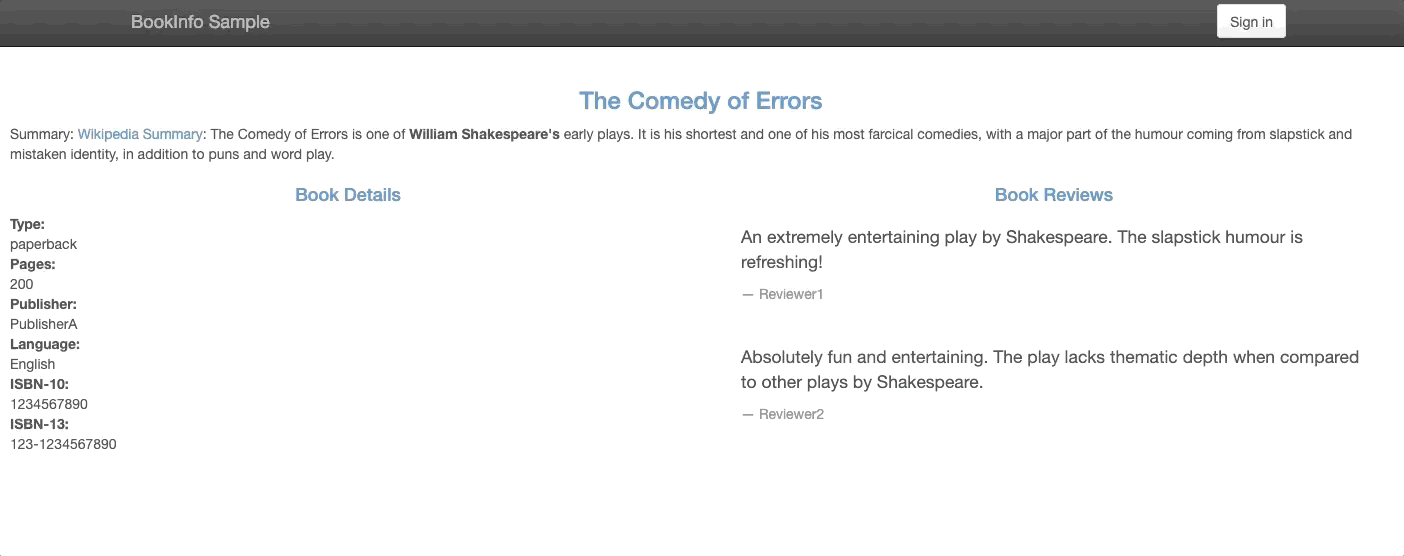 BookInfo Sample
Sign in
The Comedy of Errors
Summary: Wikipedia Summary: The Comedy of Errors is one of William Shakespeare's early plays. It is his shortest and one of his most farcical comedies, with a major part of the humour coming from slapstick and
mistaken identity, in addition to puns and word play.
Book Details
Type:
paperback
Pages:
200
Publisher:
PublisherA
Language:
English
ISBN-10:
1234567890
ISBN-13:
123-1234567890
Book Reviews
An extremely entertaining play by Shakespeare. The slapstick humour is
refreshing!
— Reviewer1
Absolutely fun and entertaining. The play lacks thematic depth when compared
to other plays by Shakespeare.
— Reviewer2